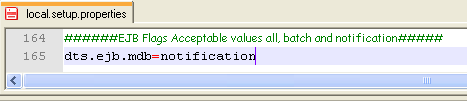 local.setup.properties
164 ######EJB Flags Acceptable values all, batch and notification#####
165 dts.ejb.mdb=notification